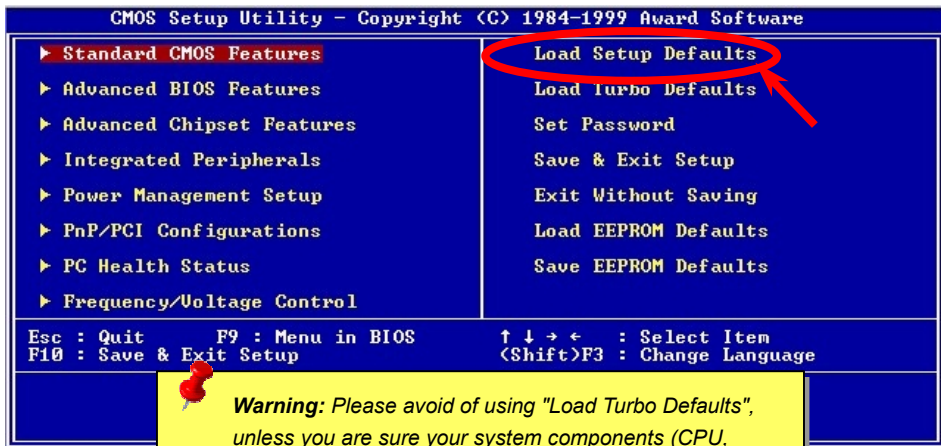 CMOS Setup Utility - Copyright (C) 1984-1999 Award Software
Standard CMOS Features
Advanced BIOS Features
Advanced Chipset Features
Integrated Peripherals
Power Management Setup
PnP/PCI Configurations
PC Health Status
Frequency/Voltage Control
Load Setup Defaults
Load Turbo Defaults
Set Password
Save & Exit Setup
Exit Without Saving
Load EEPROM Defaults
Save EEPROM Defaults
Esc : Quit F9 : Menu in BIOS ↑ ↓ → ← : Select Item
F10 : Save & Exit Setup (Shift)F3 : Change Language
Warning: Please avoid of using "Load Turbo Defaults",
unless you are sure your system components (CPU,